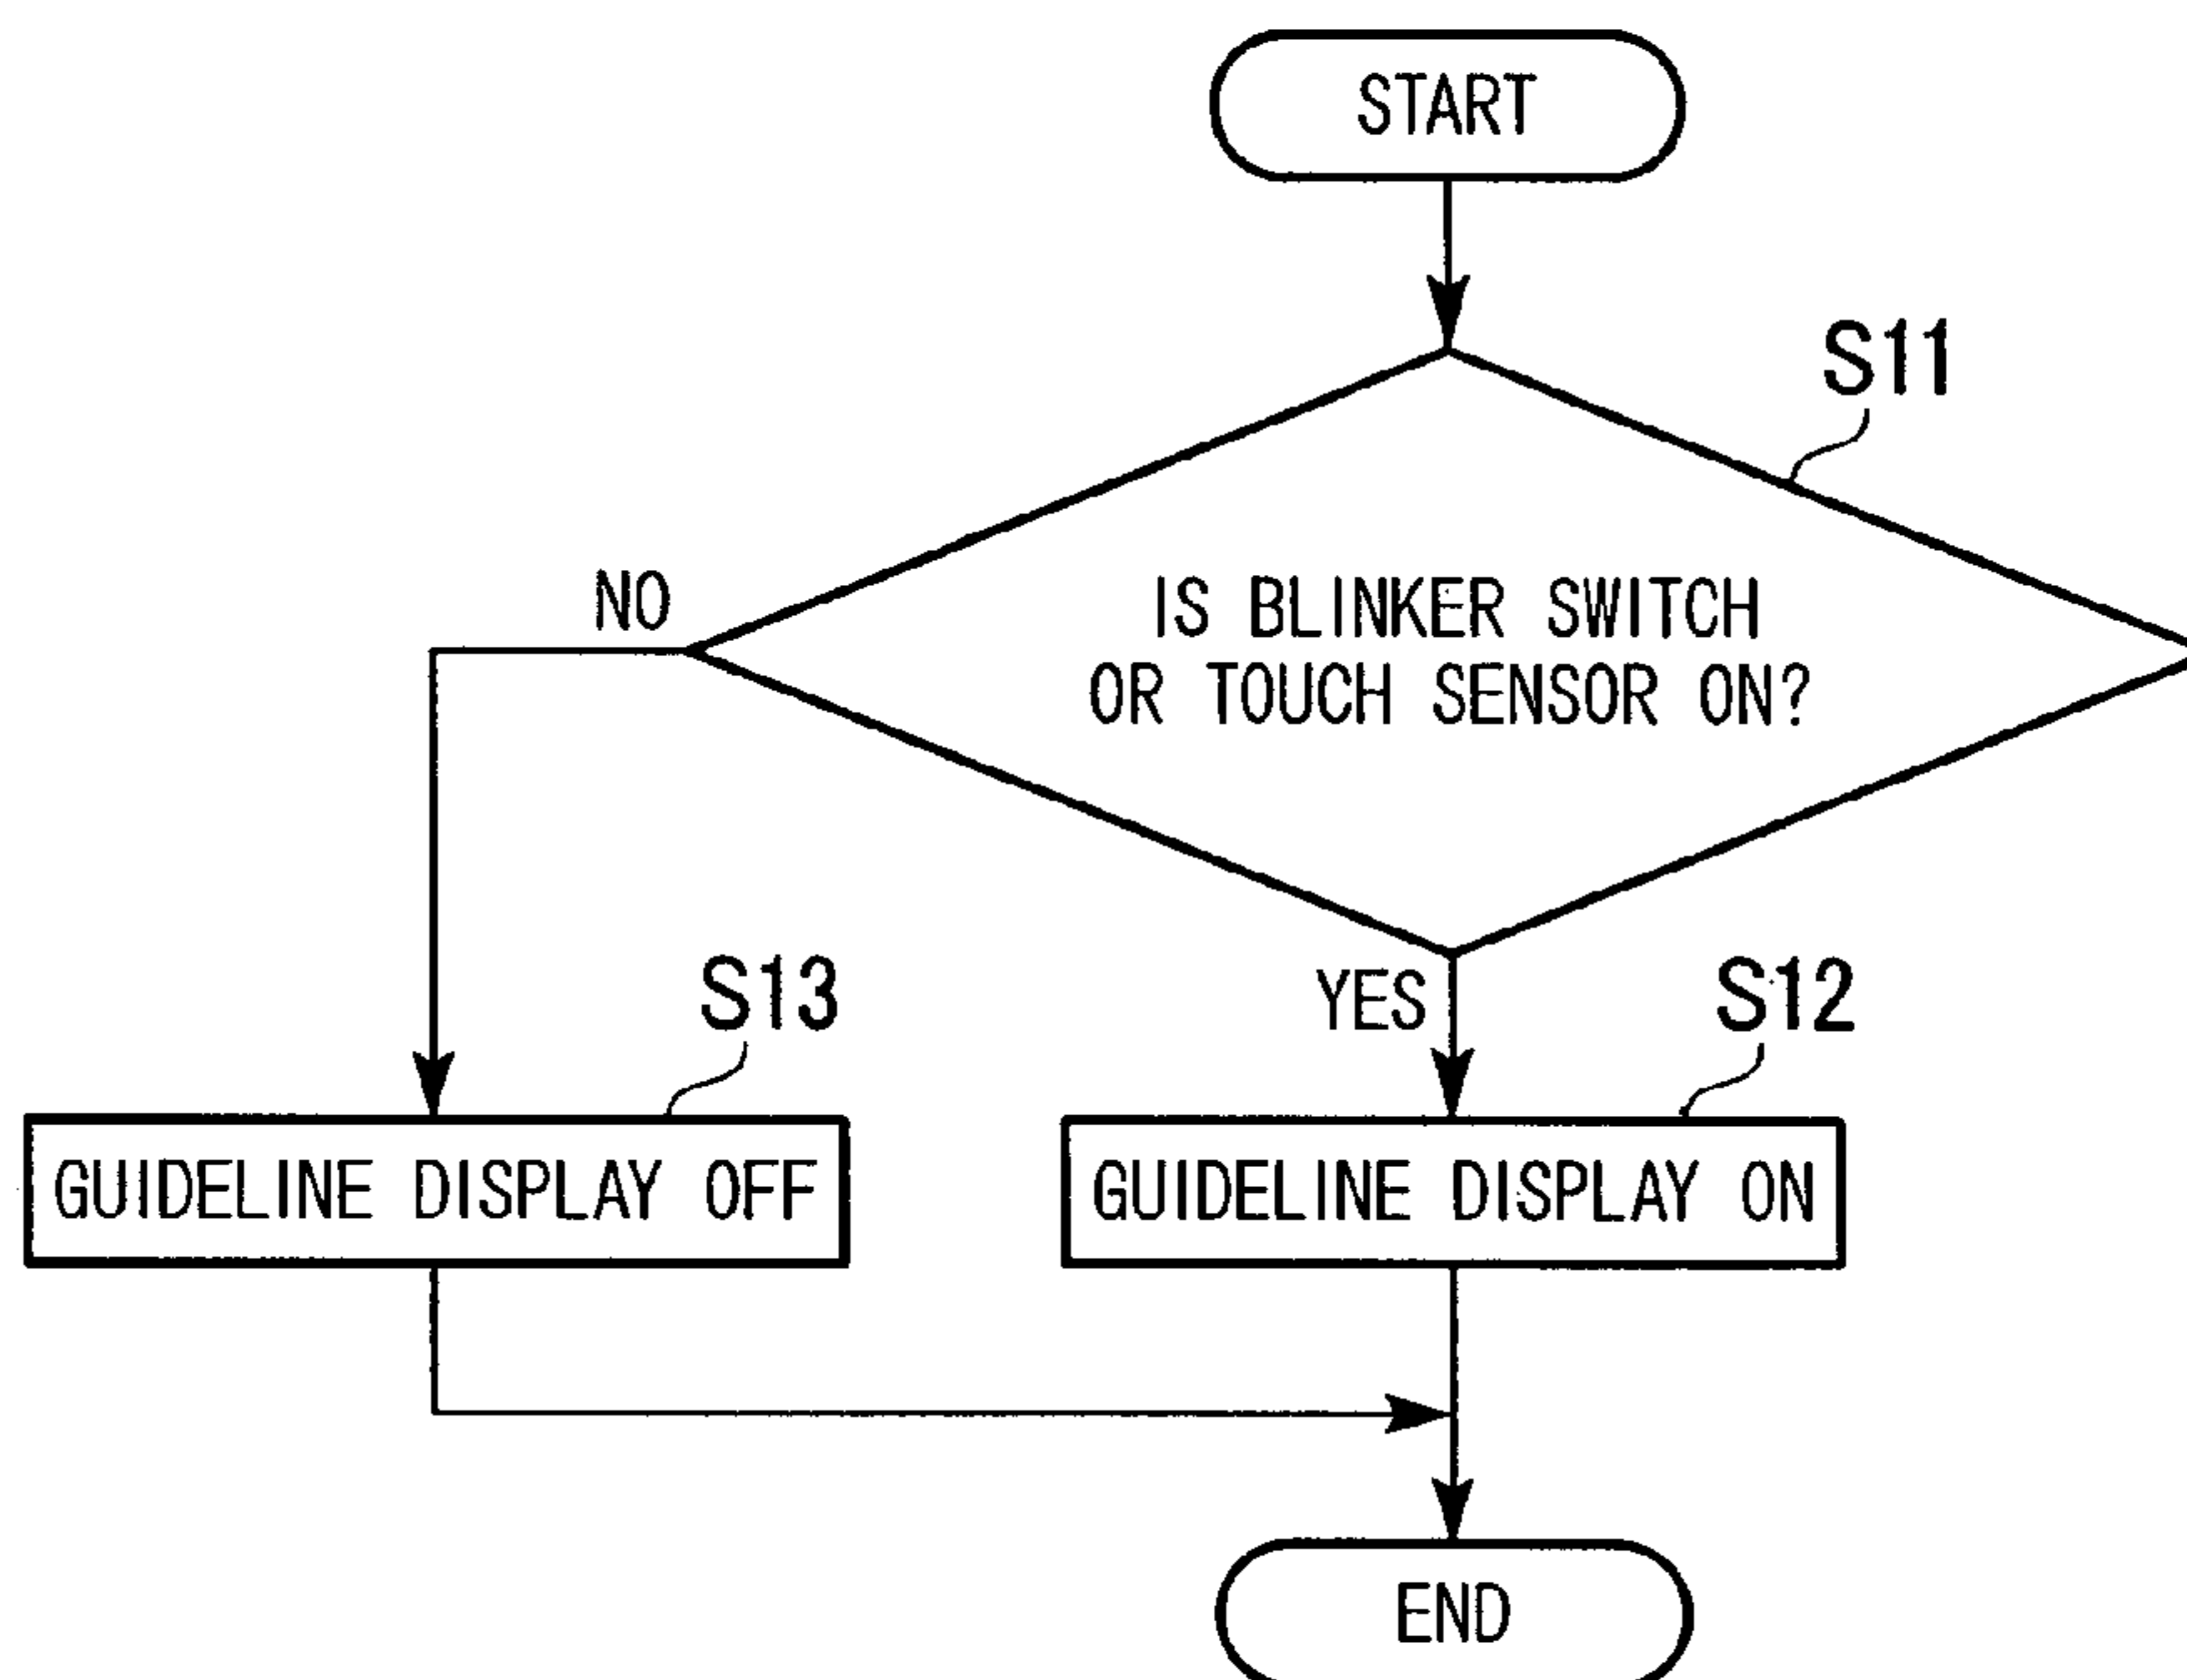 START
S11
NO
IS BLINKER SWITCH
OR TOUCH SENSOR ON?
S13
YES
S12
GUIDELINE DISPLAY OFF
GUIDELINE DISPLAY ON
END